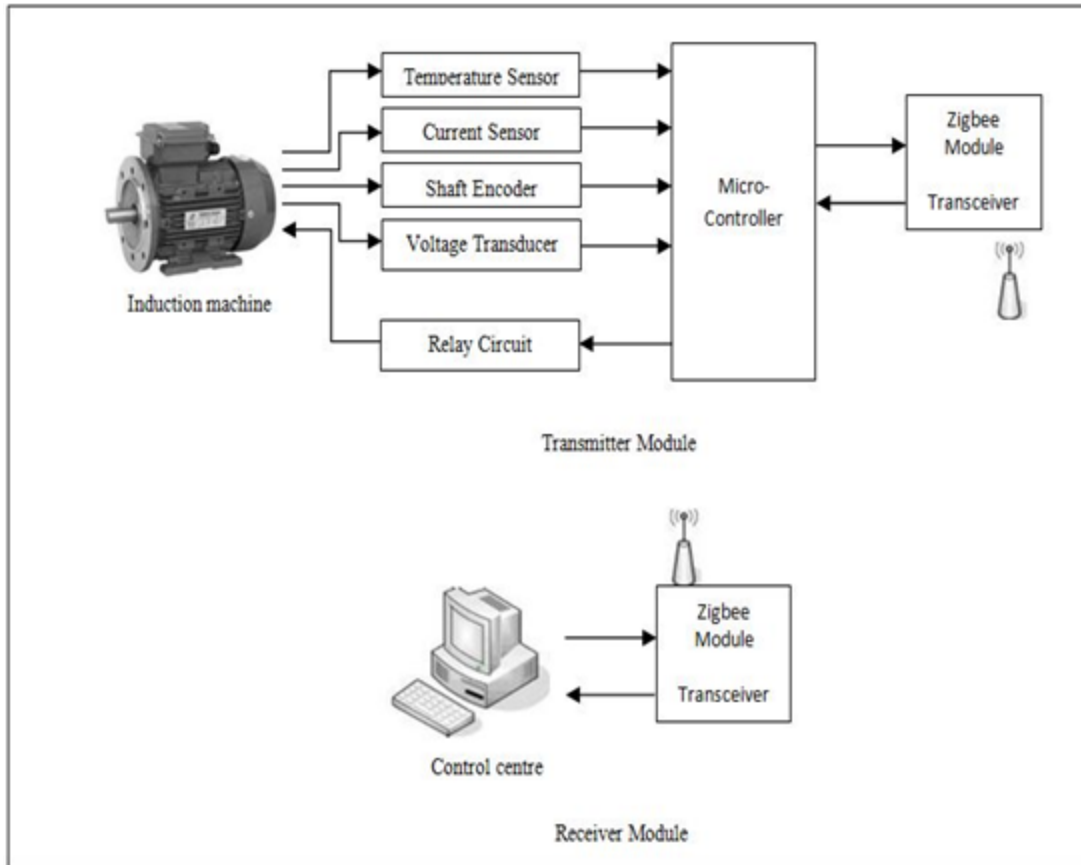 Temperature Sensor
Current Sensor
Shaft Encoder
Voltage Transducer
Relay Circuit
Induction machine
Micro-
Controller
Zigbee
Module
Transceiver
Transmitter Module
Zigbee
Module
Transceiver
Control centre
Receiver Module